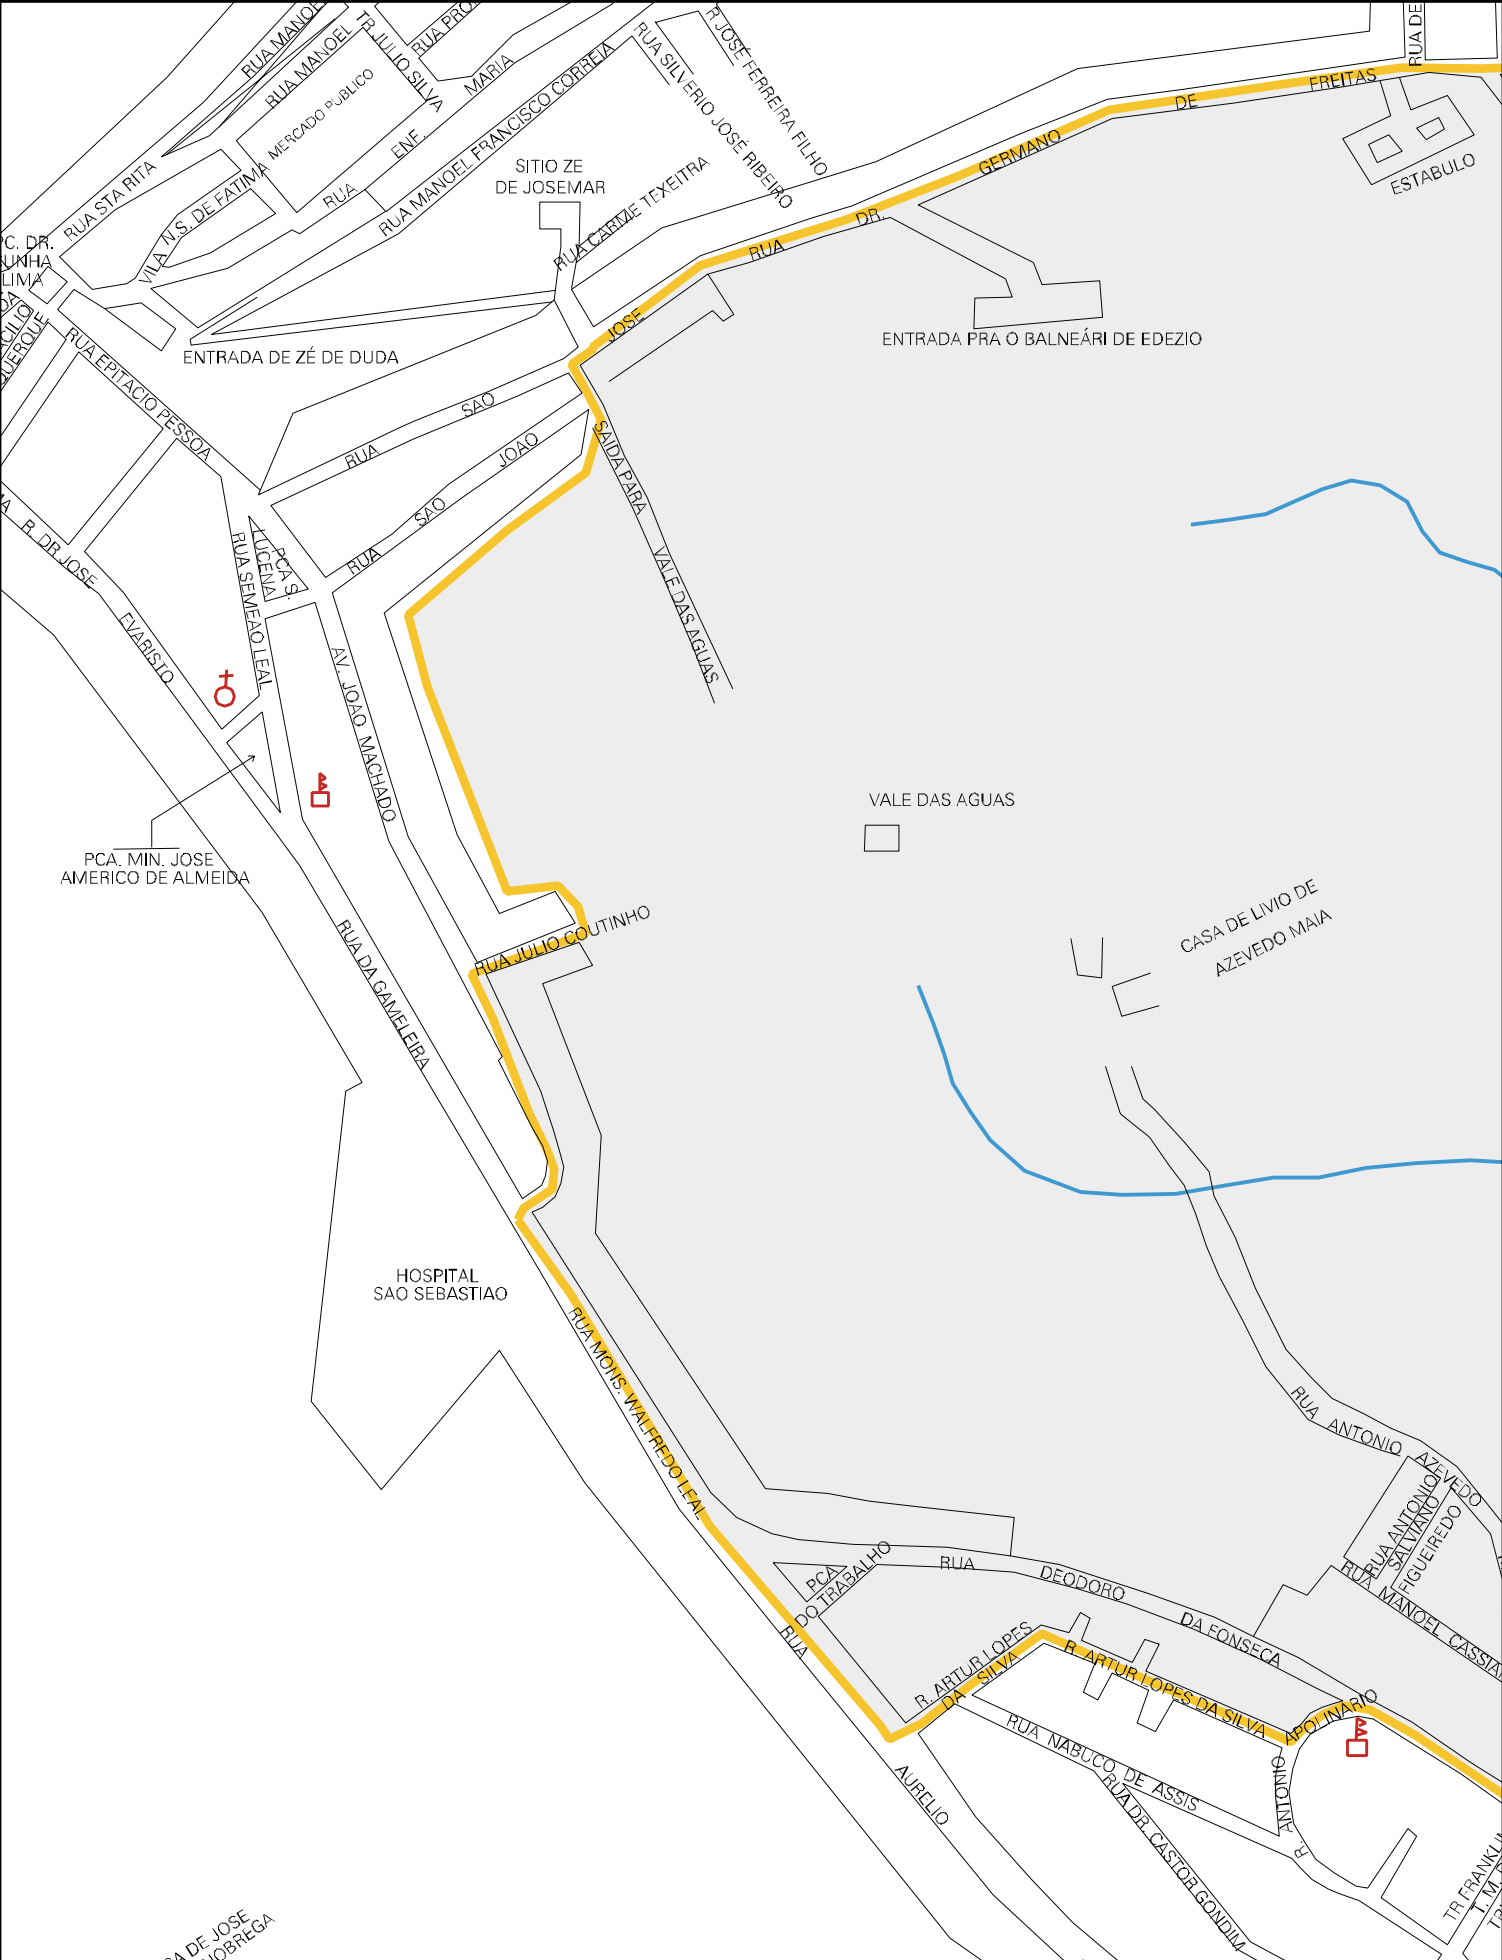 RUA MANOEL
RUA MANOEL
TR JULIO SILVA
MERCADO PUBLICO
MARIA
ENF.
RUA
RUA MANOEL FRANCISCO CORREIA
RUA SILVERIO JOSÉ RIBEIRO
R JOSÉ FERREIRA FILHO
RUA DE
RUA STA RITA
VILA N.S. DE FATIMA
SITIO ZE
DE JOSEMAR
RUA CARME TEXEITRA
RUA DR. GERMANO DE FREITAS
ESTABULO
PC. DR.
LIMA
JOSE
ENTRADA DE ZÉ DE DUDA
ENTRADA PRA O BALNEÁRI DE EDEZIO
RUA EPITACIO PESSOA
RUA SAO
RUA SAO JOAO
SAIDA PARA VALE DAS AGUAS
R. DR JOSE EVARISTO
PCA S.
LUCENA
RUA SEMEAO LEAL
AV. JOAO MACHADO
VALE DAS AGUAS
PCA. MIN. JOSE
AMERICO DE ALMEIDA
CASA DE LIVIO DE
AZEVEDO MAIA
RUA JULIO COUTINHO
RUA DA GAMELEIRA
HOSPITAL
SAO SEBASTIAO
RUA MONS. WALFREDO LEAL
RUA ANTONIO AZEVEDO
RUA ANTONIO
SALVIANO
FIGUEIREDO
RUA MANOEL
PCA
DO TRABALHO
RUA DEODORO DA FONSECA
RUA AURELIO
R. ARTUR LOPES
DA SILVA
R. ARTUR LOPES DA SILVA
R. ANTONIO APOLINARIO
RUA NABUCO DE ASSIS
RUA DR. CASTOR GONDIM
TR
DE JOSE